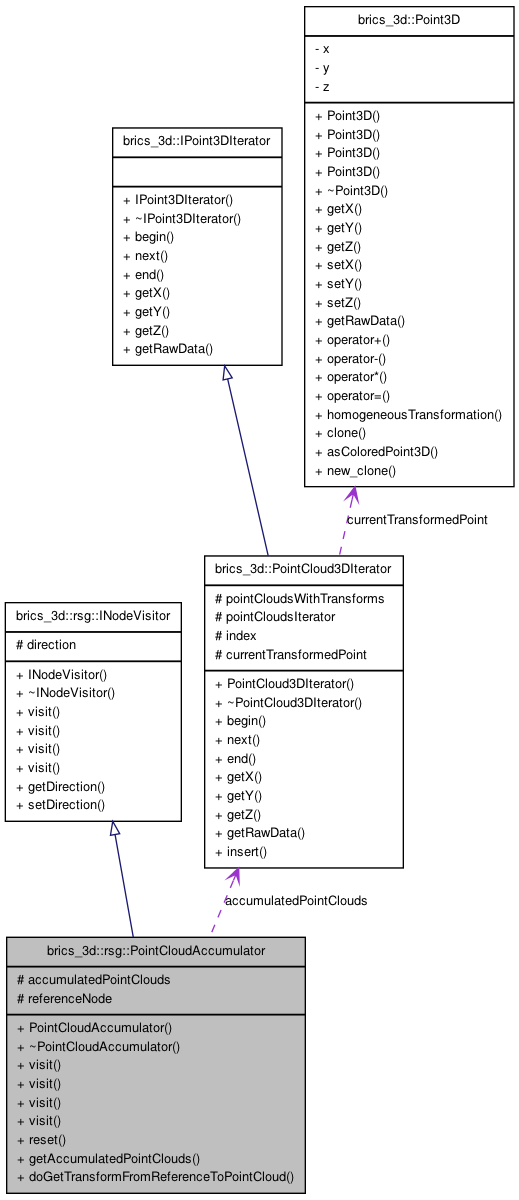 brics_3d::Point3D
- x
- y
- z
+ Point3D()
+ Point3D()
+ Point3D()
+ Point3D()
+ ~Point3D()
+ getX()
+ getY()
+ getZ()
+ setX()
+ setY()
+ setZ()
+ getRawData()
+ operator+()
+ operator-()
+ operator*()
+ operator=()
+ homogeneousTransformation()
+ clone()
+ asColoredPoint3D()
+ new_clone()
brics_3d::IPoint3DIterator
+ IPoint3DIterator()
+ ~IPoint3DIterator()
+ begin()
+ next()
+ end()
+ getX()
+ getY()
+ getZ()
+ getRawData()
currentTransformedPoint
brics_3d::PointCloud3DIterator
# pointCloudsWithTransforms
# pointCloudsIterator
# index
# currentTransformedPoint
+ PointCloud3DIterator()
+ ~PointCloud3DIterator()
+ begin()
+ next()
+ end()
+ getX()
+ getY()
+ getZ()
+ getRawData()
+ insert()
brics_3d::rsg::INodeVisitor
# direction
+ INodeVisitor()
+ ~INodeVisitor()
+ visit()
+ visit()
+ visit()
+ visit()
+ getDirection()
+ setDirection()
accumulatedPointClouds
brics_3d::rsg::PointCloudAccumulator
# accumulatedPointClouds
# referenceNode
+ PointCloudAccumulator()
+ ~PointCloudAccumulator()
+ visit()
+ visit()
+ visit()
+ visit()
+ reset()
+ getAccumulatedPointClouds()
+ doGetTransformFromReferenceToPointCloud()